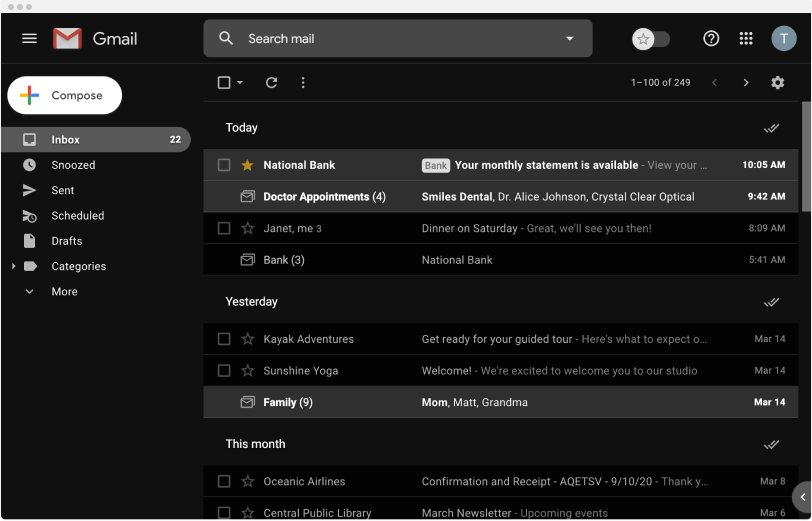 Gmail
Search mail
T
Compose
1–100 of 249
Inbox 22
Snoozed
Sent
Scheduled
Drafts
Categories
More
Today
National Bank Bank Your monthly statement is available - View your ... 10:05 AM
Doctor Appointments (4) Smiles Dental, Dr. Alice Johnson, Crystal Clear Optical 9:42 AM
Janet, me 3 Dinner on Saturday - Great, we'll see you then! 8:09 AM
Bank (3) National Bank 5:41 AM
Yesterday
Kayak Adventures Get ready for your guided tour - Here's what to expect o... Mar 14
Sunshine Yoga Welcome! - We're excited to welcome you to our studio Mar 14
Family (9) Mom, Matt, Grandma Mar 14
This month
Oceanic Airlines Confirmation and Receipt - AQETSV - 9/10/20 - Thank y... Mar 8
Central Public Library March Newsletter - Upcoming events Mar 6